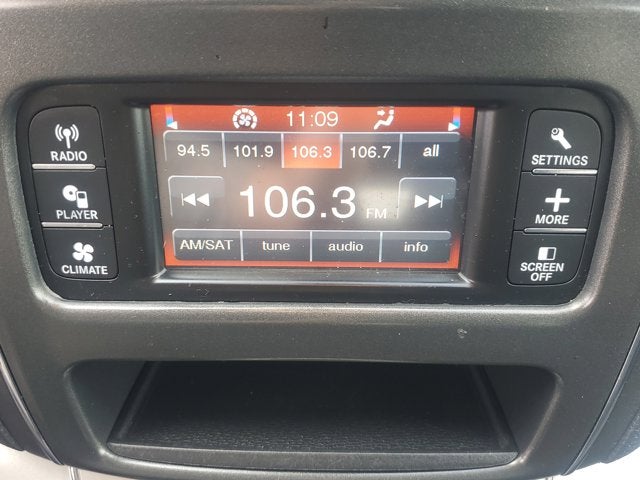 11:09
94.5 101.9 106.3 106.7 all
106.3 FM
AM/SAT tune audio info
RADIO
PLAYER
CLIMATE
SETTINGS
MORE
SCREEN
OFF